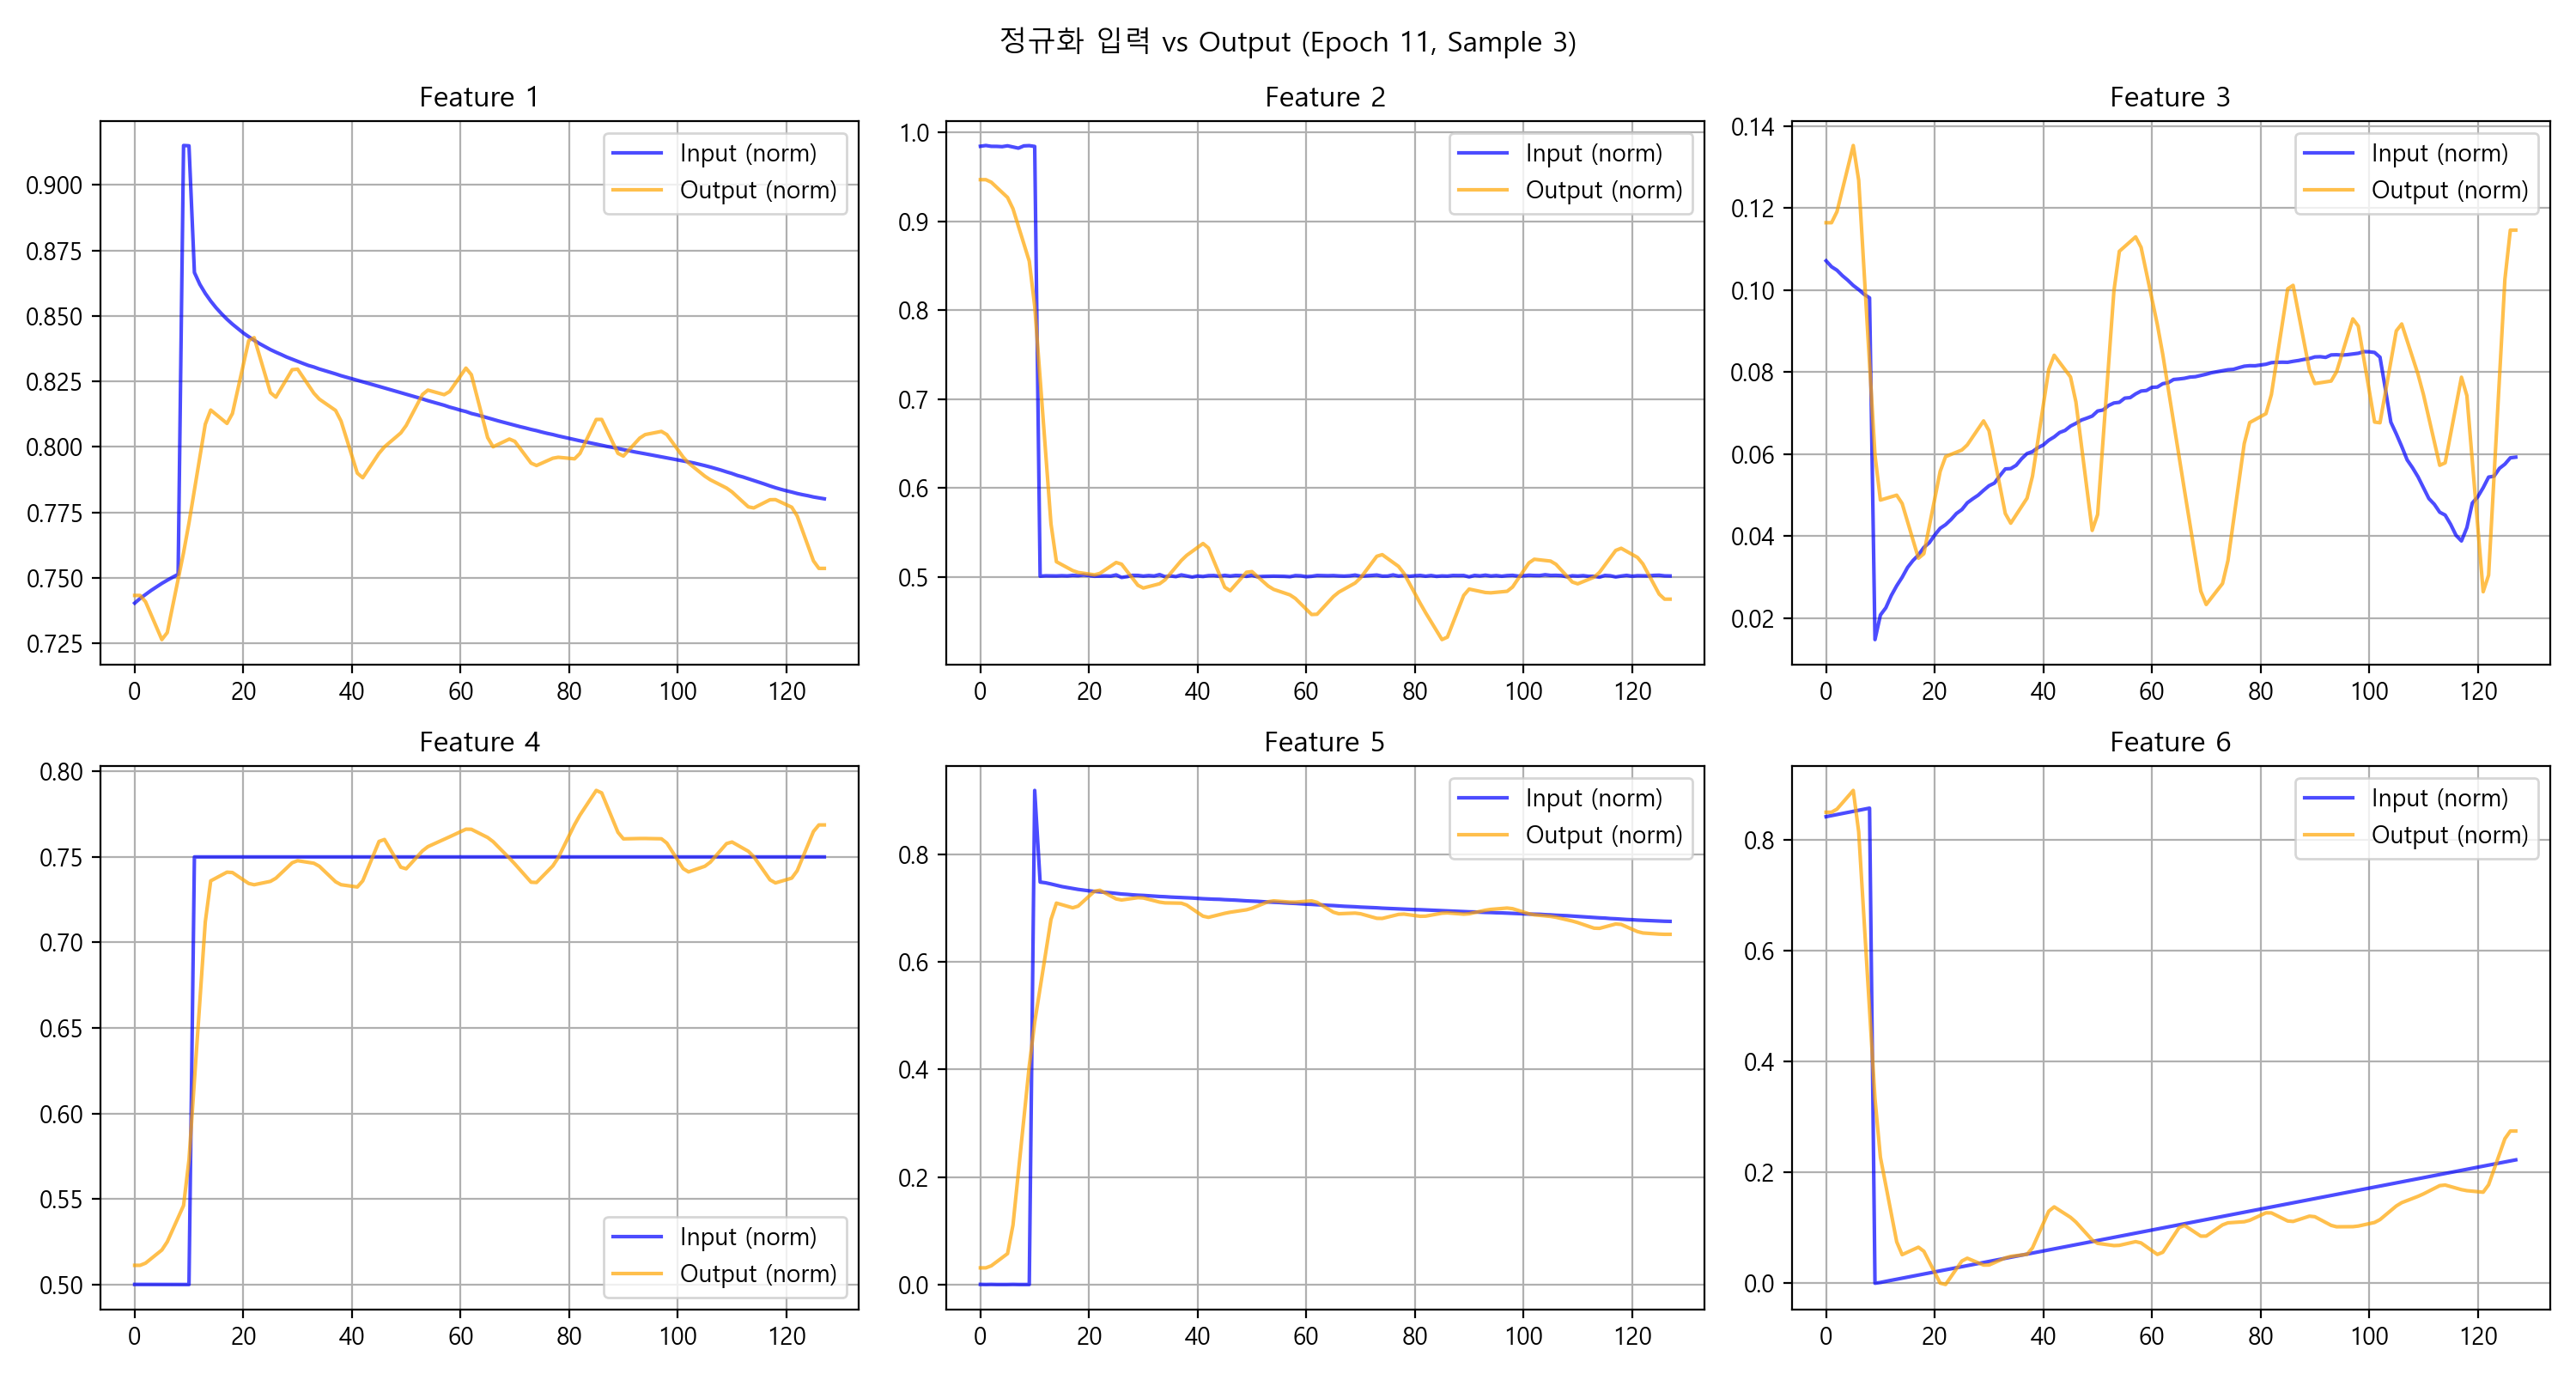 정규화 입력 vs Output (Epoch 11, Sample 3)
Feature 1
0.900
0.875
0.850
0.825
0.800
0.775
0.750
0.725
0 20 40 60 80 100 120
Input (norm)
Output (norm)
Feature 2
1.0
0.9
0.8
0.7
0.6
0.5
0 20 40 60 80 100 120
Input (norm)
Output (norm)
Feature 3
0.14
0.12
0.10
0.08
0.06
0.04
0.02
0 20 40 60 80 100 120
Input (norm)
Output (norm)
Feature 4
0.80
0.75
0.70
0.65
0.60
0.55
0.50
0 20 40 60 80 100 120
Input (norm)
Output (norm)
Feature 5
0.8
0.6
0.4
0.2
0.0
0 20 40 60 80 100 120
Input (norm)
Output (norm)
Feature 6
0.8
0.6
0.4
0.2
0.0
0 20 40 60 80 100 120
Input (norm)
Output (norm)